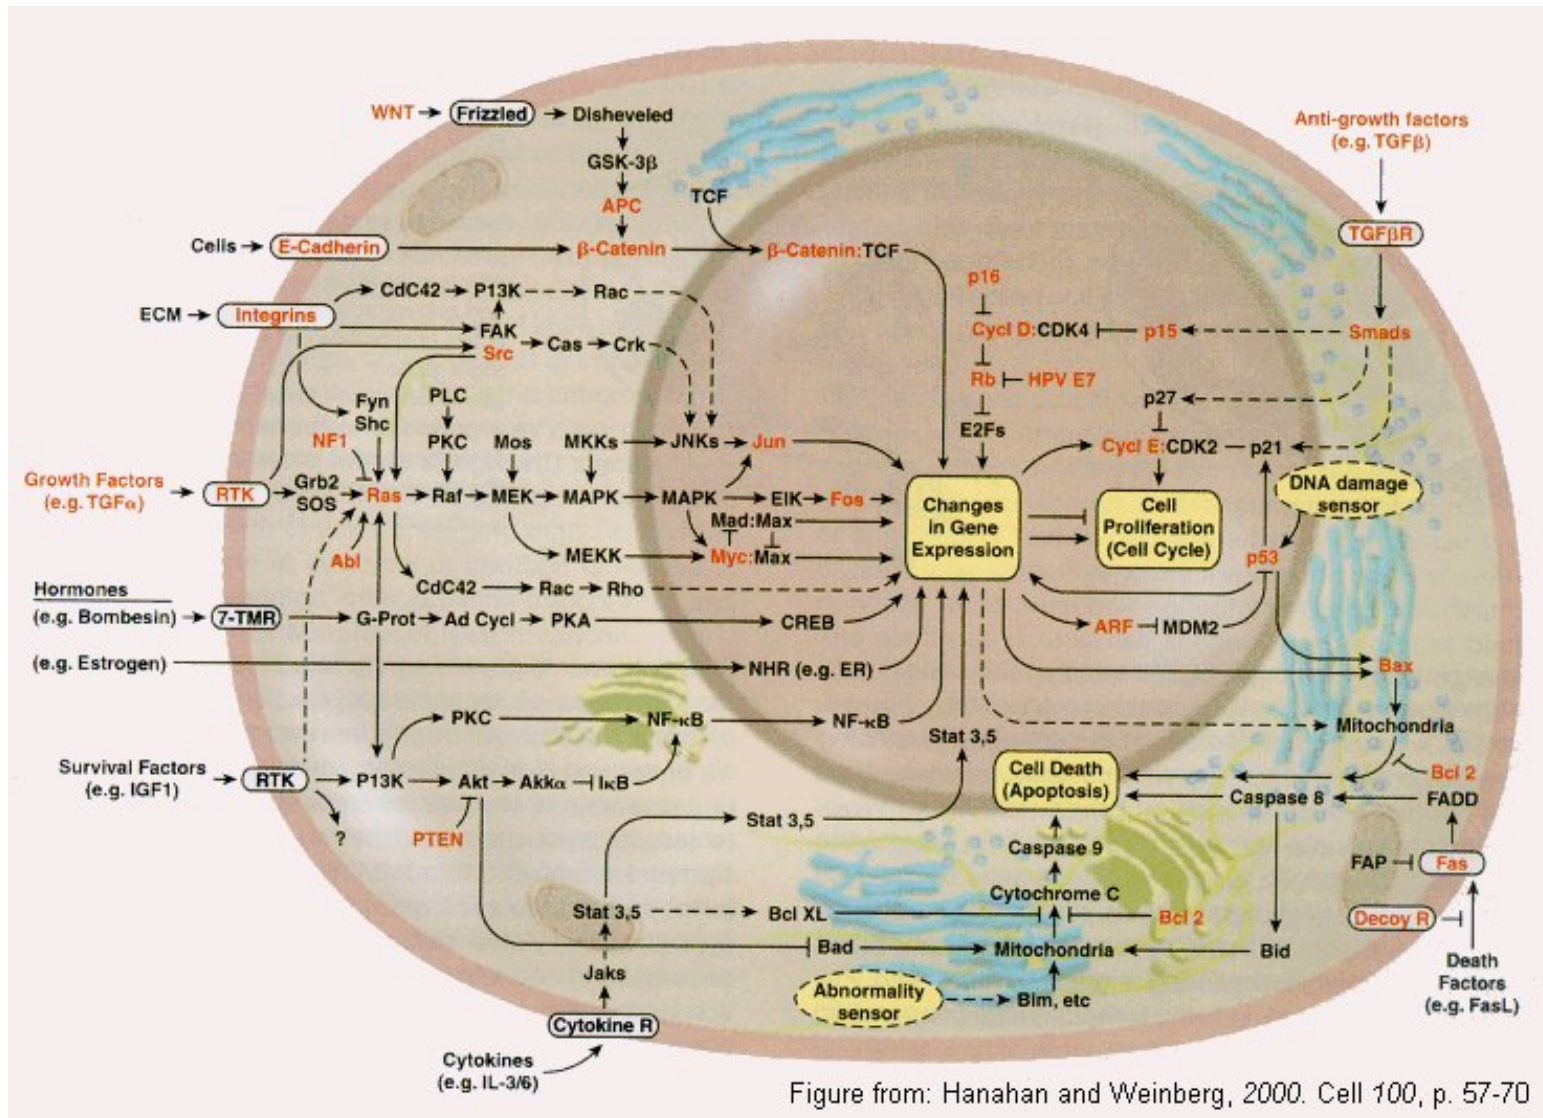 WNT
Frizzled
Disheveled
GSK-3β
APC
TCF
Cells
E-Cadherin
β-Catenin
β-Catenin:TCF
Anti-growth factors
(e.g. TGFβ)
TGFβR
CdC42
P13K
Rac
ECM
Integrins
FAK
Src
Cas
Crk
p16
Cycl D:CDK4
p15
Smads
Rb
HPV E7
E2Fs
p27
Cycl E:CDK2
p21
Fyn
Shc
NF1
PLC
PKC
Mos
MKKs
JNKs
Jun
Growth Factors
(e.g. TGFα)
RTK
Grb2
SOS
Ras
Raf
MEK
MAPK
MAPK
ElK
Fos
Mad:Max
MEKK
Myc:Max
Changes
in Gene
Expression
Cell
Proliferation
(Cell Cycle)
DNA damage
sensor
p53
Abl
CdC42
Rac
Rho
Hormones
(e.g. Bombesin)
7-TMR
G-Prot
Ad Cycl
PKA
CREB
ARF
MDM2
(e.g. Estrogen)
NHR (e.g. ER)
Bax
PKC
NF-κB
NF-κB
Stat 3,5
Mitochondria
Survival Factors
(e.g. IGF1)
RTK
P13K
Akt
Akkα
IκB
?
PTEN
Stat 3,5
Cell Death
(Apoptosis)
Bcl 2
Caspase 8
FADD
Caspase 9
FAP
Fas
Cytochrome C
Stat 3,5
Bcl XL
Bcl 2
Decoy R
Bad
Mitochondria
Bid
Death
Factors
(e.g. FasL)
Jaks
Abnormality
sensor
Bim, etc
Cytokine R
Cytokines
(e.g. IL-3/6)
Figure from: Hanahan and Weinberg, 2000. Cell 100, p. 57-70